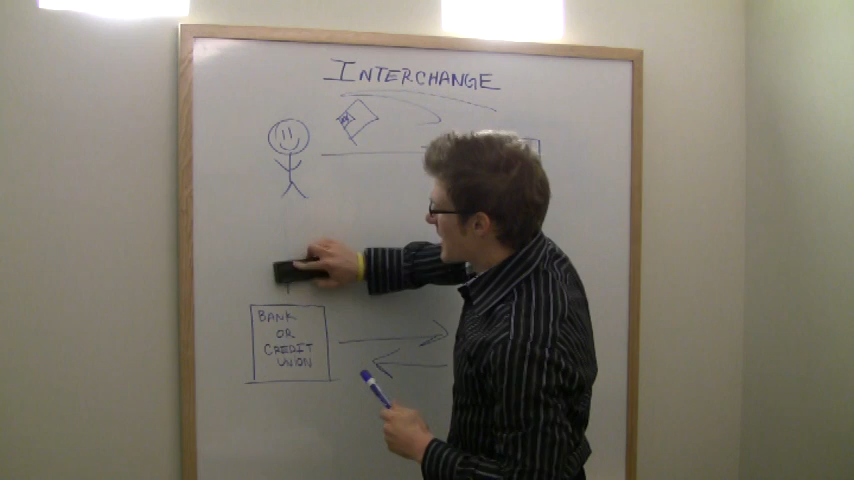 INTERCHANGE
BANK
OR
CREDIT
UNION